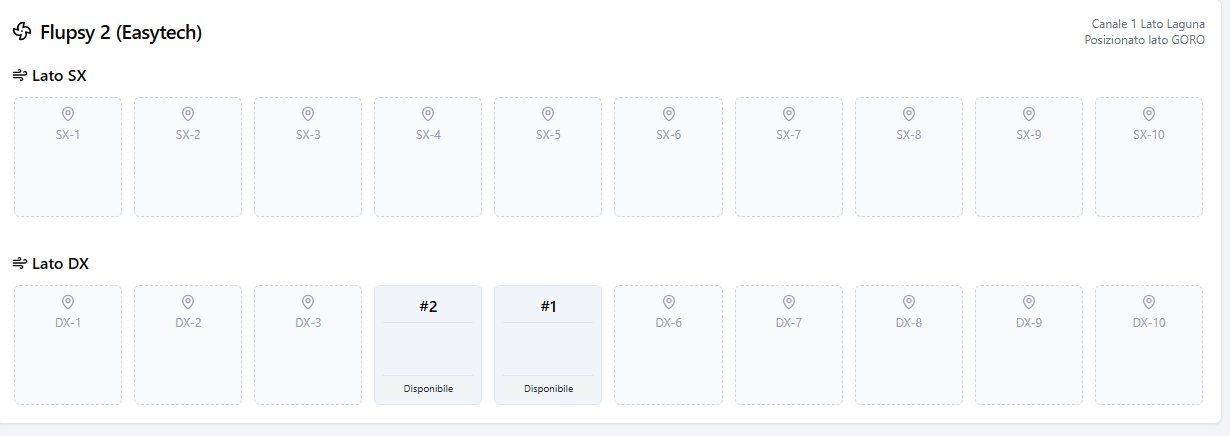 Flupsy 2 (Easytech)
Canale 1 Lato Laguna
Posizionato lato GORO
Lato SX
SX-1 SX-2 SX-3 SX-4 SX-5 SX-6 SX-7 SX-8 SX-9 SX-10
Lato DX
DX-1 DX-2 DX-3 #2 #1 DX-6 DX-7 DX-8 DX-9 DX-10
Disponibile Disponibile